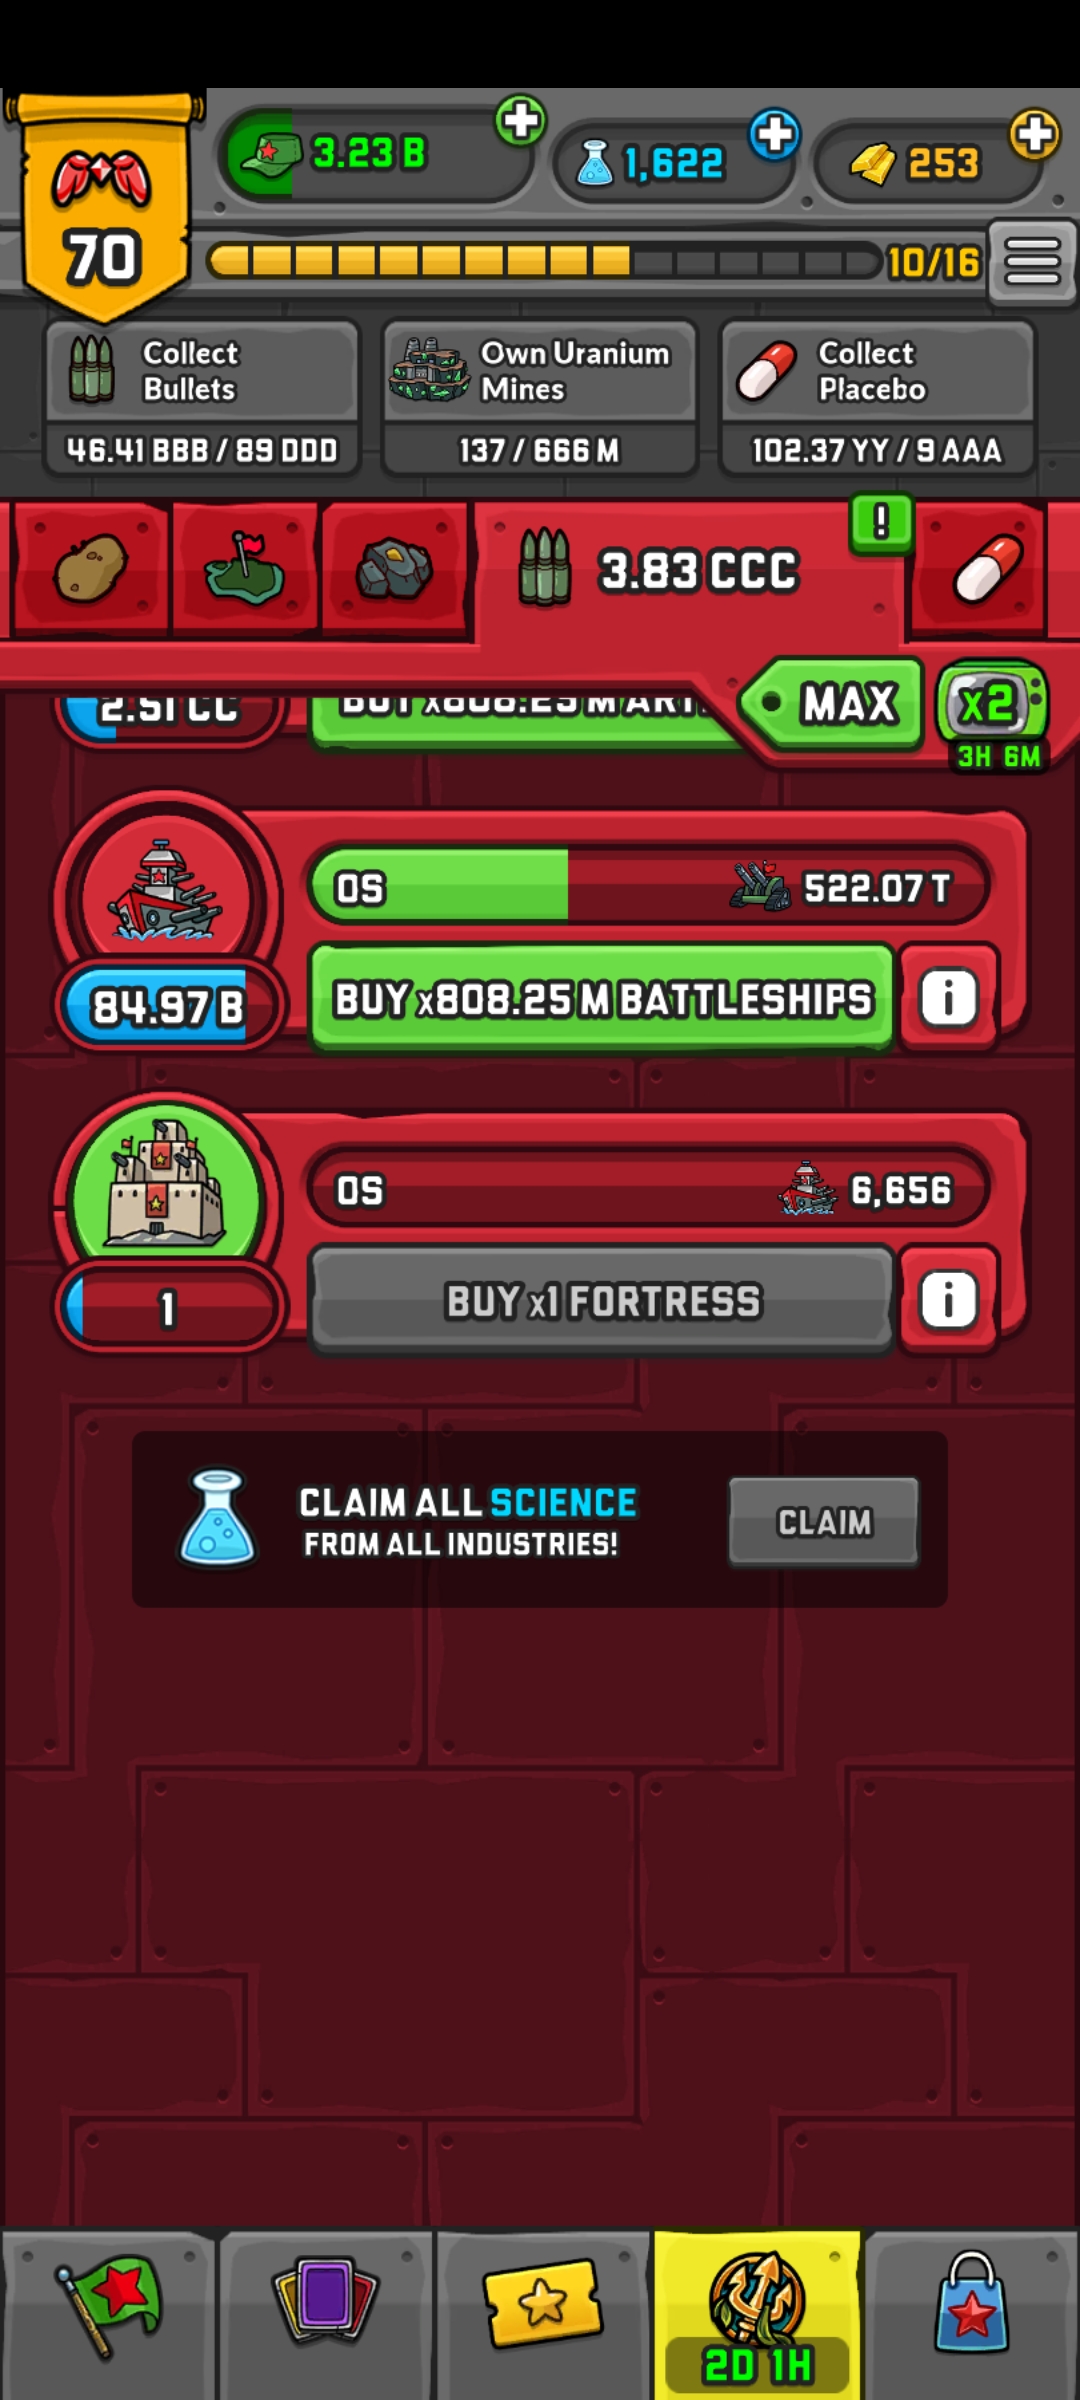 3.23 B
1,622
253
70
10/16
Collect
Bullets
Own Uranium
Mines
Collect
Placebo
46.41 BBB / 89 DDD
137 / 666 M
102.37 YY / 9 AAA
!
3.83 CCC
MAX
x2
3H 6M
2.51 CC
BUY x808.25 M
0S
522.07 T
84.97 B
BUY x808.25 M BATTLESHIPS
i
0S
6,656
1
BUY x1 FORTRESS
i
CLAIM ALL SCIENCE
FROM ALL INDUSTRIES!
CLAIM
2D 1H